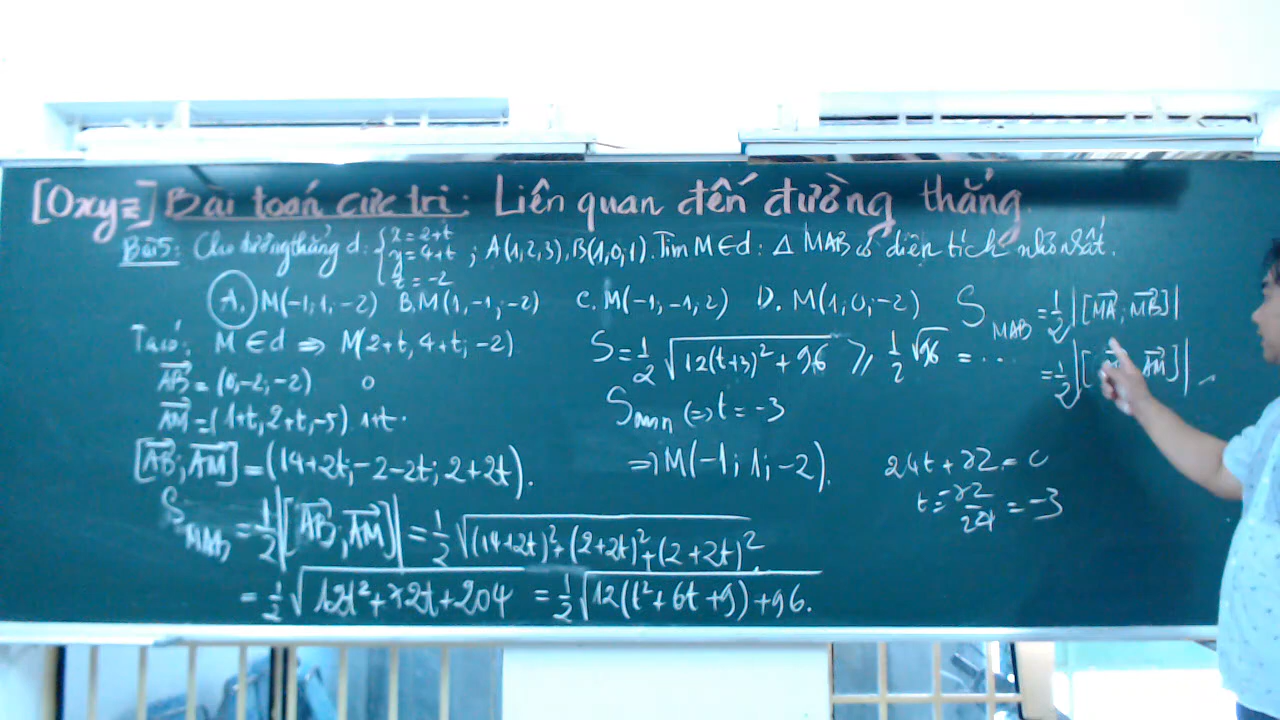 [Oxyz] Bài toán cực trị: Liên quan đến đường thẳng.
Bài 5: Cho đường thẳng d: { x = 2+t
y = 4+t
z = -2 ; A(1,2,3), B(1,0,1). Tìm M ∈ d: Δ MAB có diện tích nhỏ nhất.
A. M(-1; 1; -2) B. M(1, -1; -2) C. M(-1; -1, 2) D. M(1; 0; -2)
Ta có: M ∈ d ⇒ M(2+t, 4+t; -2)
AB = (0; -2; -2) 0
AM = (1+t, 2+t, -5) 1+t
[AB; AM] = (14+2t; -2-2t; 2+2t).
S MAB = 1/2 |[AB; AM]| = 1/2 √((14+2t)² + (2+2t)² + (2+2t)²)
= 1/2 √(12t² + 72t + 204) = 1/2 √(12(t² + 6t + 9) + 96.
S = 1/2 √(12(t+3)² + 96) ≥ 1/2 √96 = ...
S min ⇔ t = -3
⇒ M(-1; 1; -2).
S MAB = 1/2 |[MA; MB]|
= 1/2 |[ AM]|
24t + 72 = 0
t = -72/24 = -3